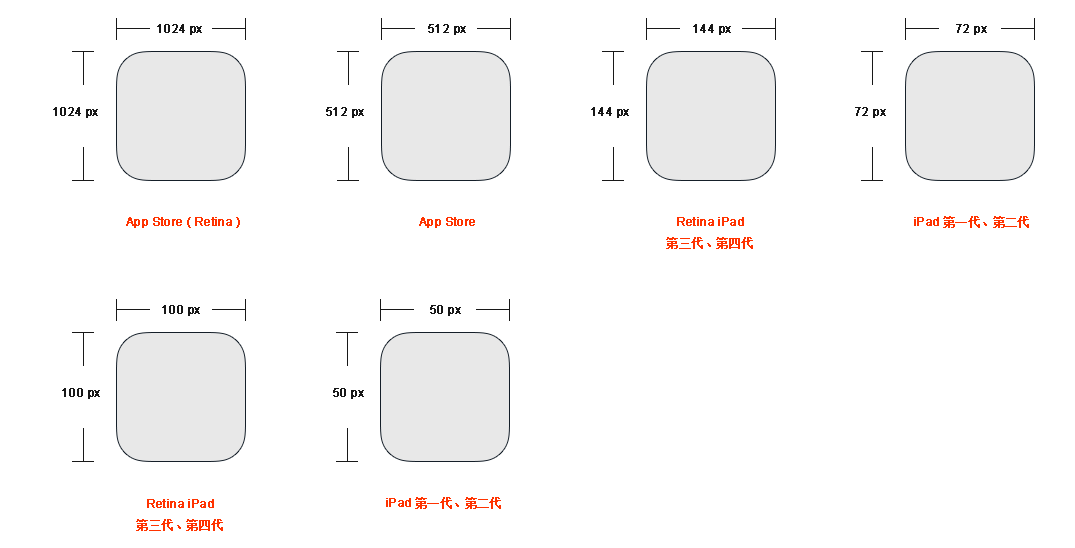 1024 px
512 px
144 px
72 px
1024 px
512 px
144 px
72 px
App Store ( Retina )
App Store
Retina iPad
第三代、第四代
iPad 第一代、第二代
100 px
50 px
100 px
50 px
Retina iPad
第三代、第四代
iPad 第一代、第二代